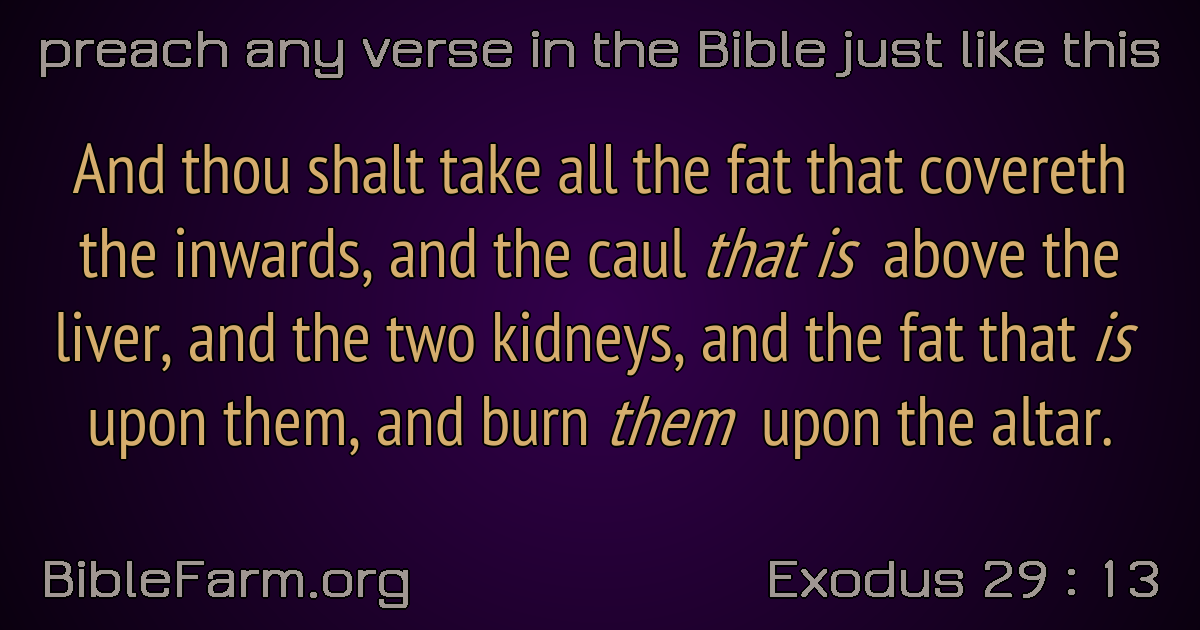 preach any verse in the Bible just like this
And thou shalt take all the fat that covereth
the inwards, and the caul that is above the
liver, and the two kidneys, and the fat that is
upon them, and burn them upon the altar.
BibleFarm.org
Exodus 29 : 13